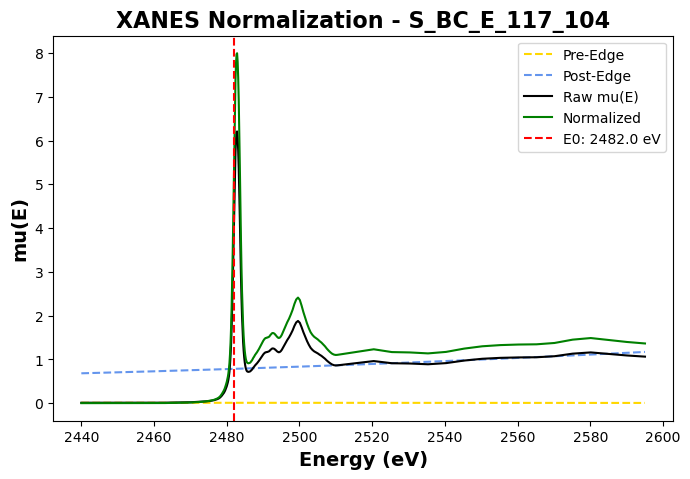 XANES Normalization - S_BC_E_117_104
Pre-Edge
Post-Edge
Raw mu(E)
Normalized
E0: 2482.0 eV
mu(E)
8
7
6
5
4
3
2
1
0
2440 2460 2480 2500 2520 2540 2560 2580 2600
Energy (eV)